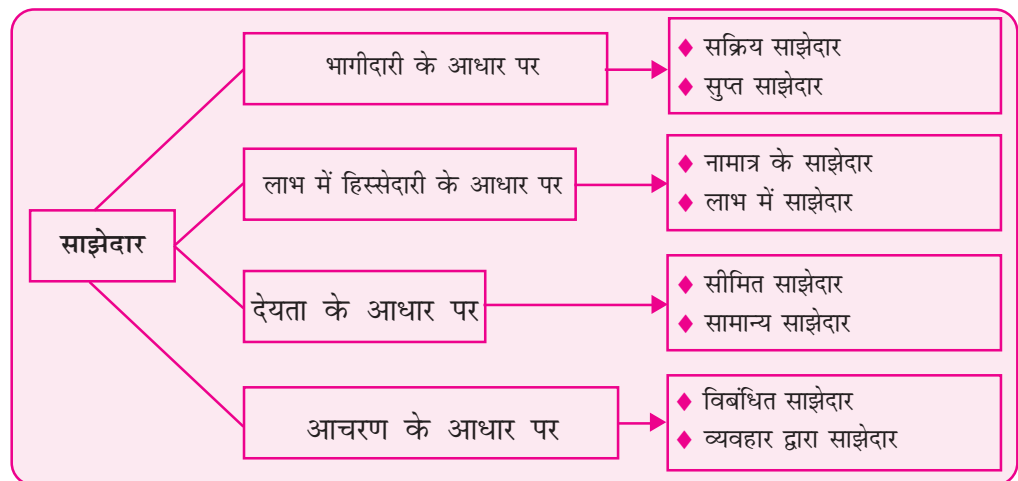 साझेदार
भागीदारी के आधार पर
♦ सक्रिय साझेदार
♦ सुप्त साझेदार
लाभ में हिस्सेदारी के आधार पर
♦ नामात्र के साझेदार
♦ लाभ में साझेदार
देयता के आधार पर
♦ सीमित साझेदार
♦ सामान्य साझेदार
आचरण के आधार पर
♦ विबंधित साझेदार
♦ व्यवहार द्वारा साझेदार